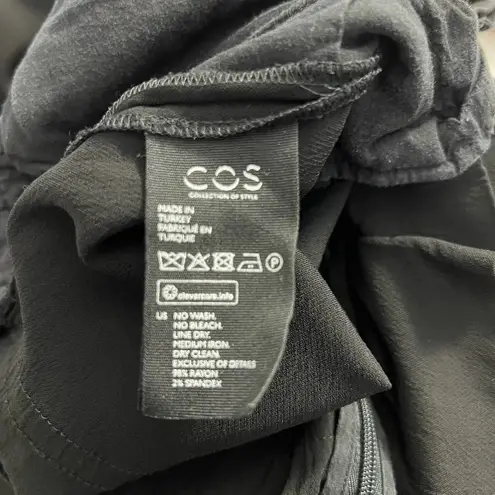 COS
COLLECTION OF STYLE
MADE IN
TURKEY
FABRIQUÉ EN
TURQUIE
P
clevercare.info
US NO WASH.
NO BLEACH.
LINE DRY.
MEDIUM IRON.
DRY CLEAN.
EXCLUSIVE OF DETAILS
98% RAYON
2% SPANDEX